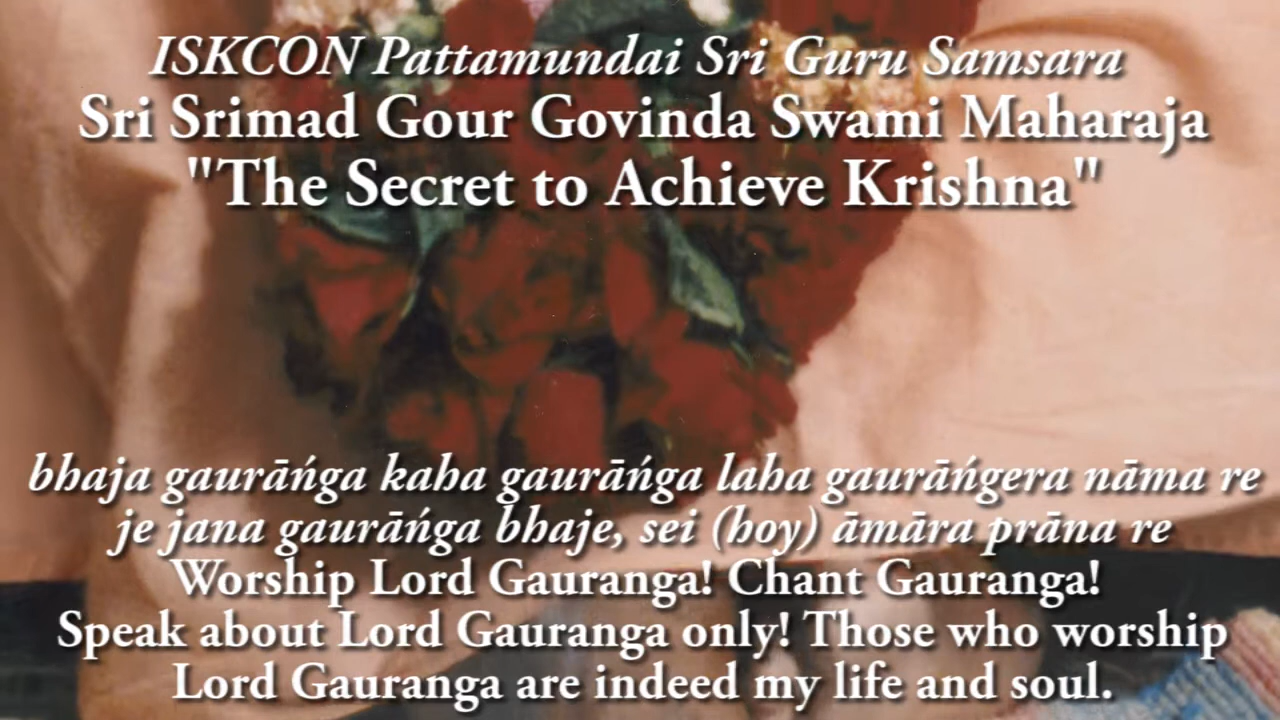 ISKCON Pattamundai Sri Guru Samsara
Sri Srimad Gour Govinda Swami Maharaja
"The Secret to Achieve Krishna"
bhaja gaurāńga kaha gaurāńga laha gaurāńgera nāma re
je jana gaurāńga bhaje, sei (hoy) āmāra prāna re
Worship Lord Gauranga! Chant Gauranga!
Speak about Lord Gauranga only! Those who worship
Lord Gauranga are indeed my life and soul.